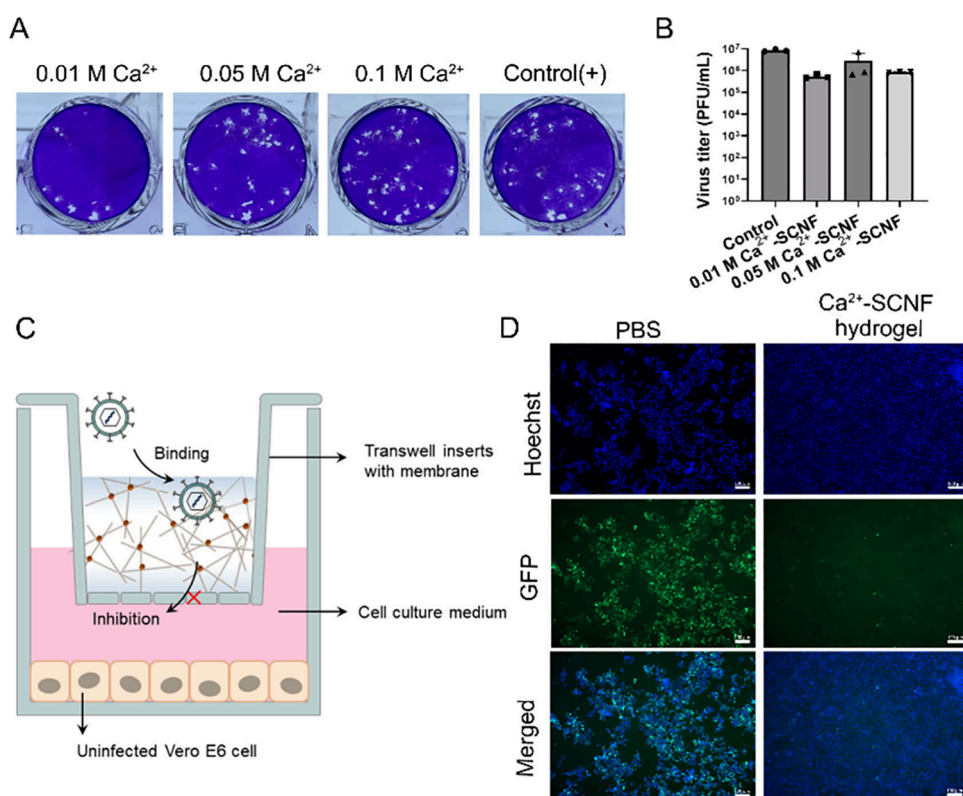 A
0.01 M Ca²⁺
0.05 M Ca²⁺
0.1 M Ca²⁺
Control(+)
B
Virus titer (PFU/mL)
10⁷
10⁶
10⁵
10⁴
10³
10²
10¹
10⁰
Control
0.01 M Ca²⁺-SCNF
0.05 M Ca²⁺-SCNF
0.1 M Ca²⁺-SCNF
C
Binding
Transwell inserts
with membrane
Inhibition
Cell culture medium
Uninfected Vero E6 cell
D
PBS
Ca²⁺-SCNF
hydrogel
Hoechst
GFP
Merged